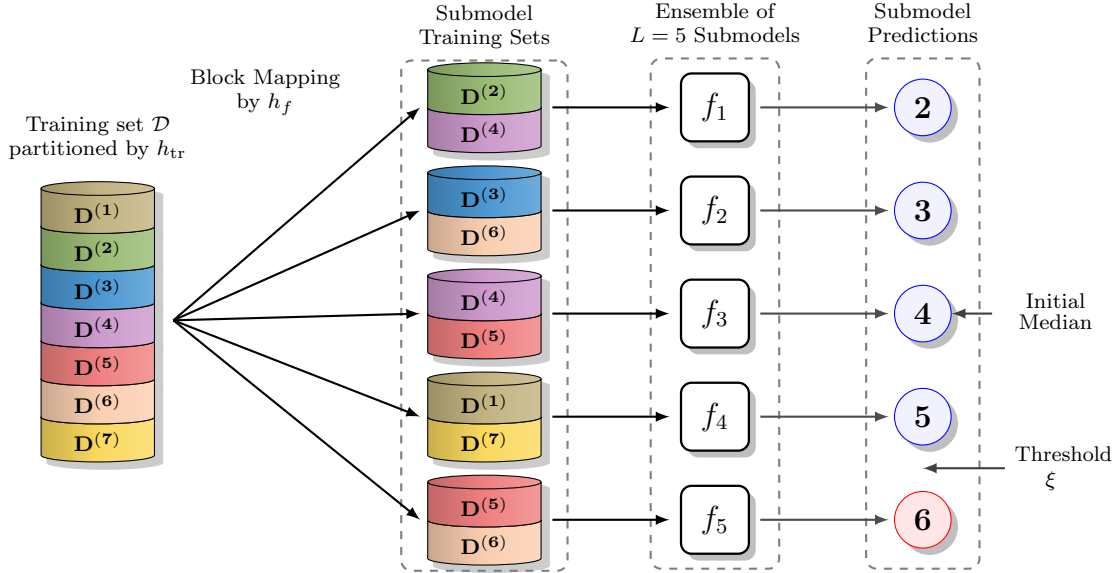 Submodel
Training Sets
Ensemble of
L = 5 Submodels
Submodel
Predictions
Block Mapping
by h_f
Training set 𝒟
partitioned by h_tr
D^(1)
D^(2)
D^(3)
D^(4)
D^(5)
D^(6)
D^(7)
D^(2)
D^(4)
f_1
2
D^(3)
D^(6)
f_2
3
D^(4)
D^(5)
f_3
4
Initial
Median
D^(1)
D^(7)
f_4
5
Threshold
ξ
D^(5)
D^(6)
f_5
6